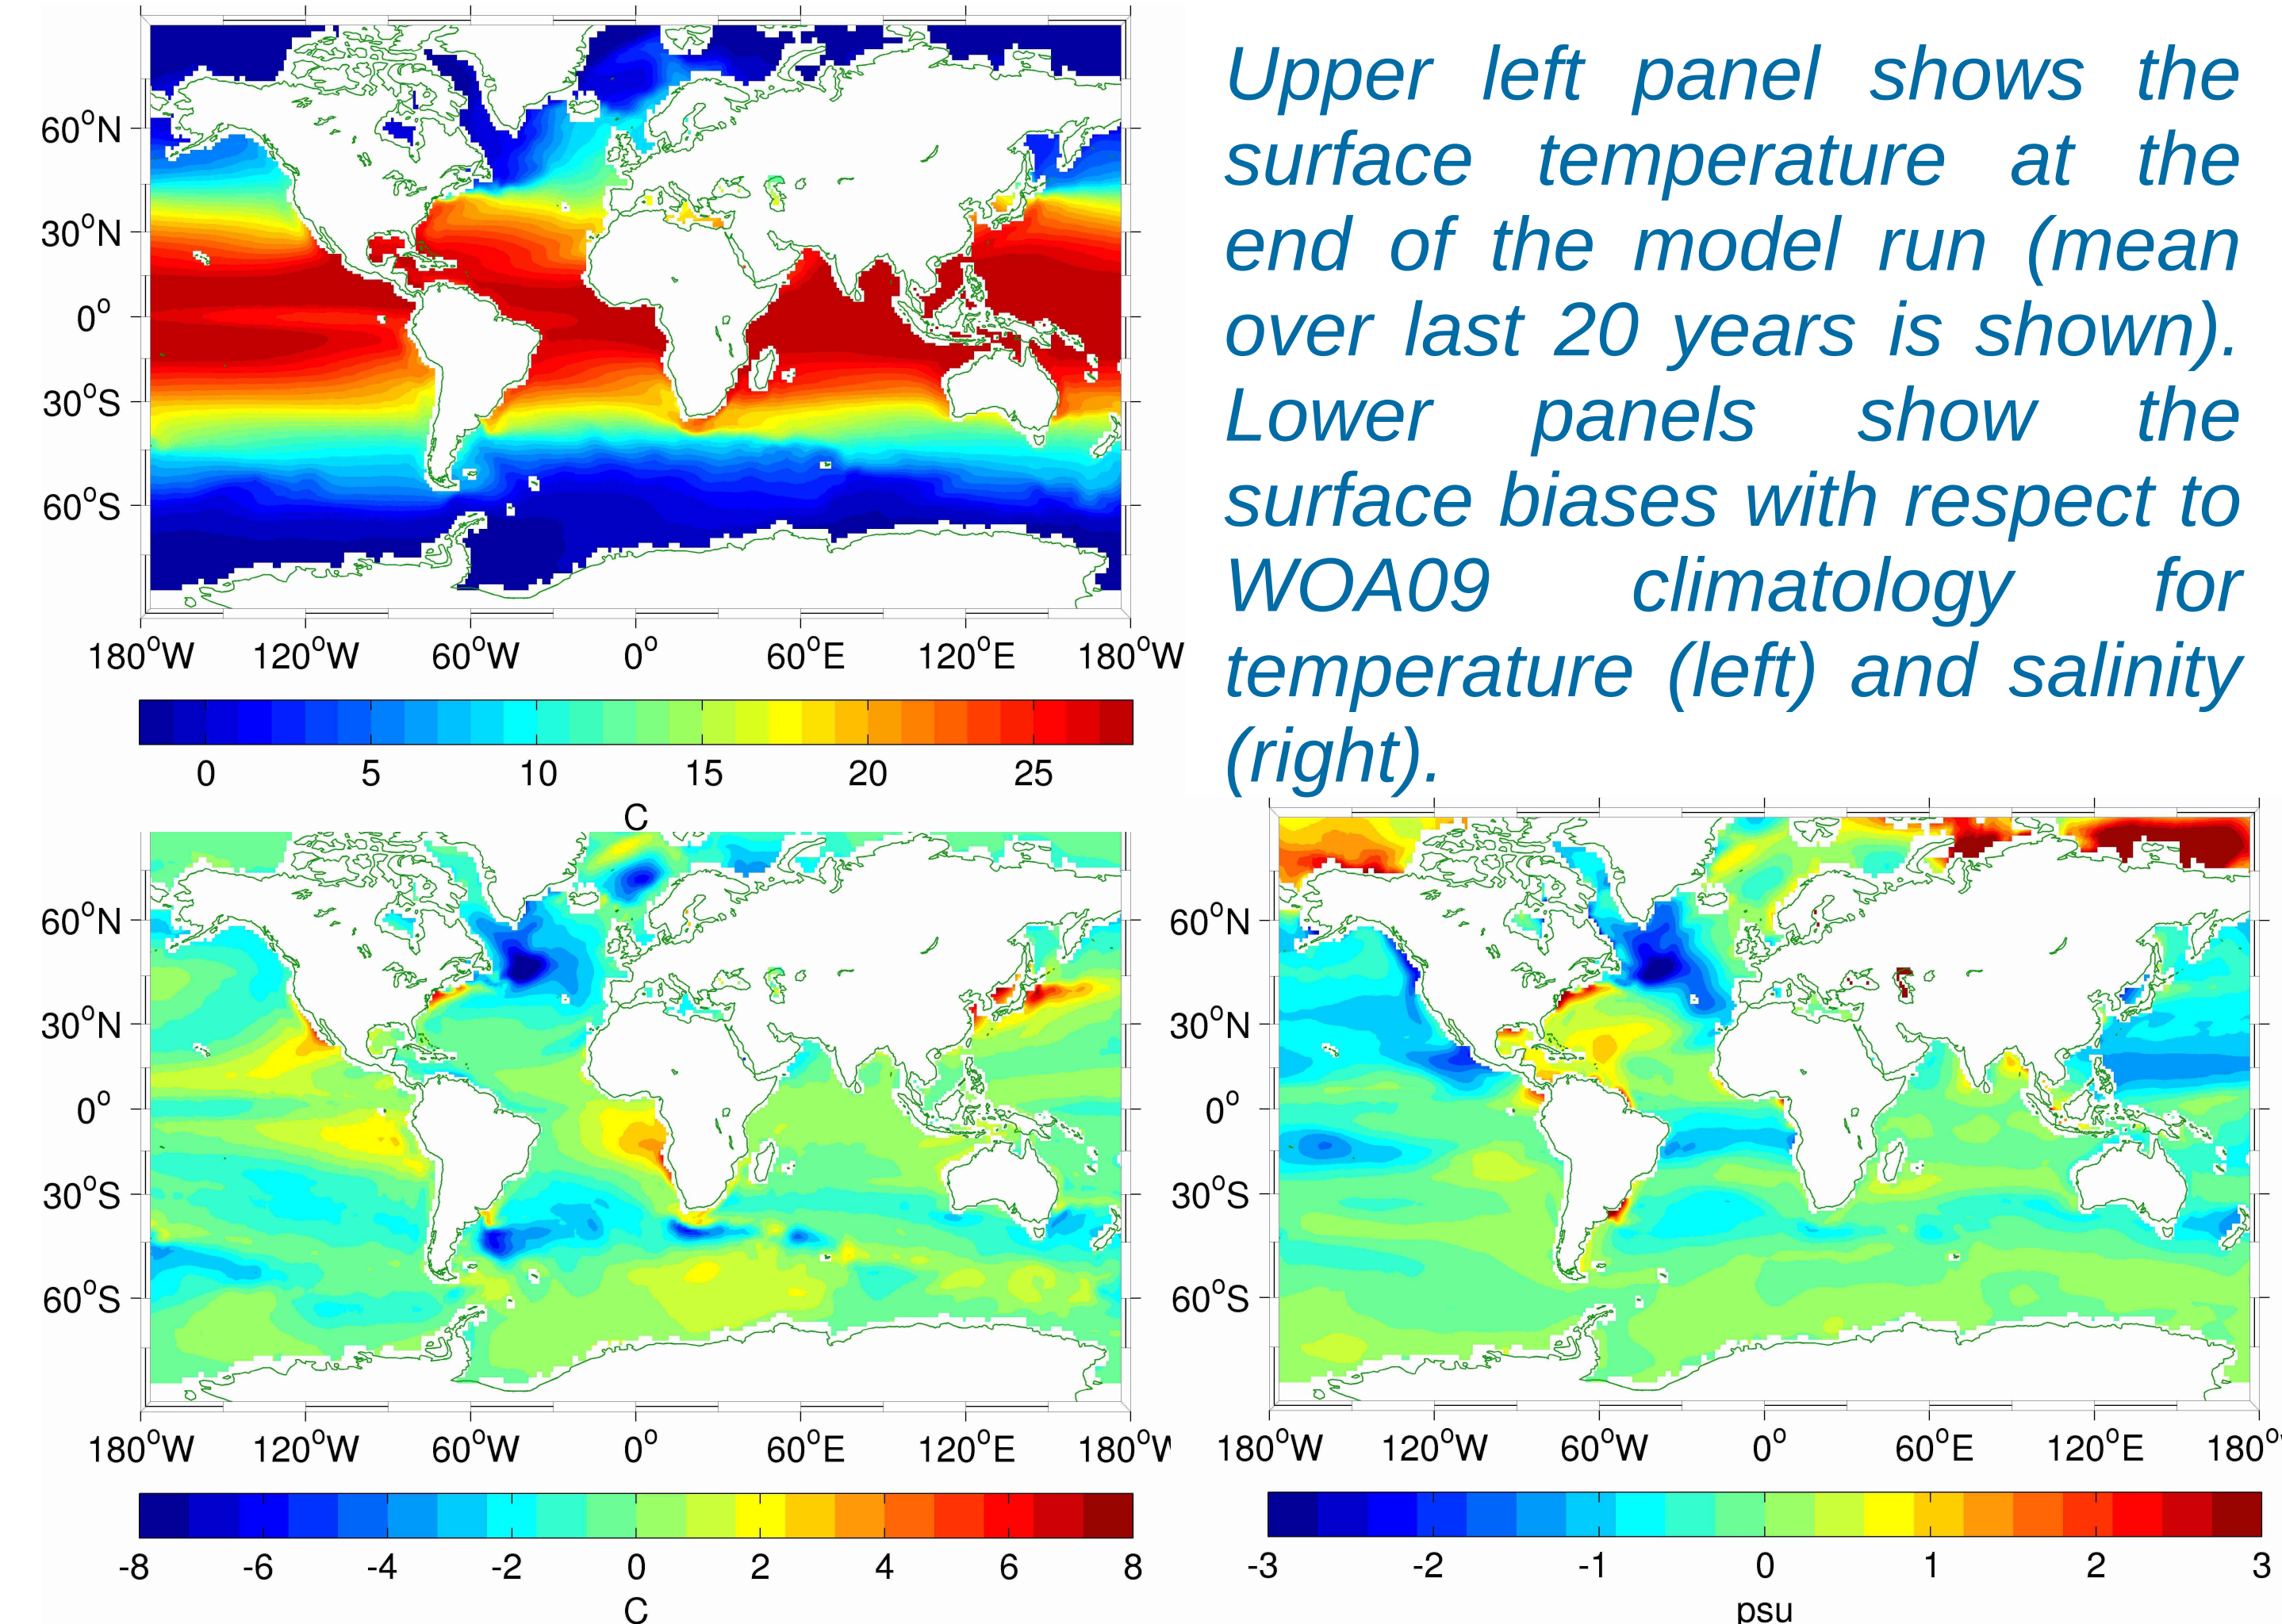 Upper left panel shows the
surface temperature at the
end of the model run (mean
over last 20 years is shown).
Lower panels show the
surface biases with respect to
WOA09 climatology for
temperature (left) and salinity
(right).
60°N
30°N
0°
30°S
60°S
180°W 120°W 60°W 0° 60°E 120°E 180°W
0 5 10 15 20 25
C
60°N
30°N
0°
30°S
60°S
180°W 120°W 60°W 0° 60°E 120°E 180°W
-8 -6 -4 -2 0 2 4 6 8
C
60°N
30°N
0°
30°S
60°S
180°W 120°W 60°W 0° 60°E 120°E 180°
-3 -2 -1 0 1 2 3
psu